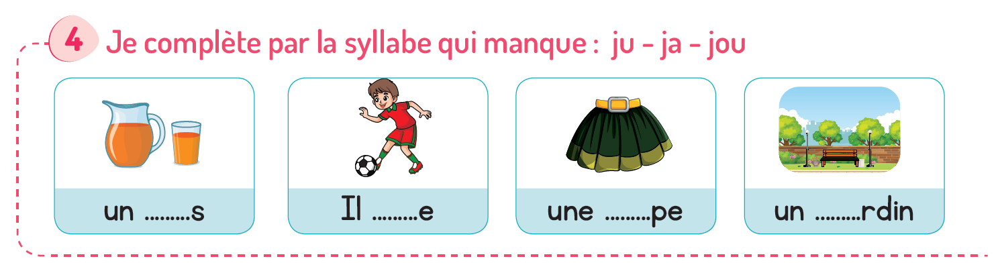 4 Je complète par la syllabe qui manque : ju - ja - jou
un .........s
Il .........e
une .........pe
un .........rdin